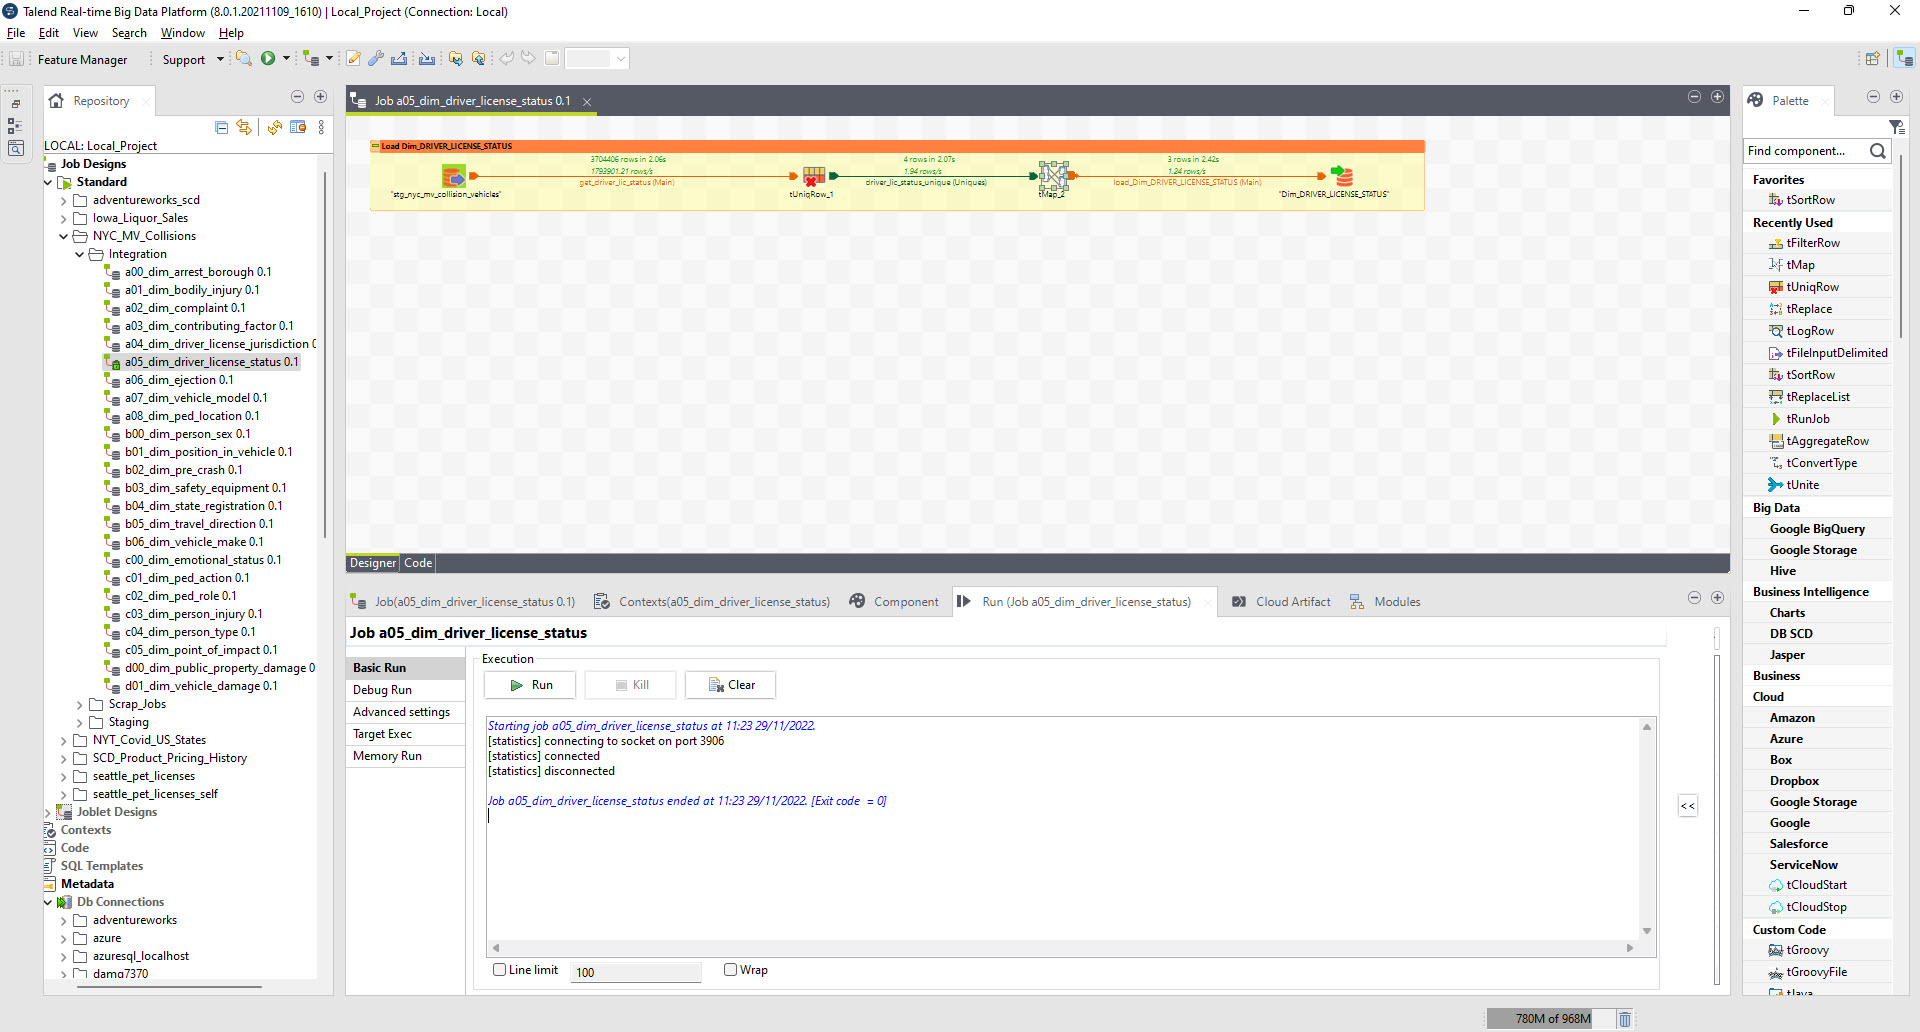 Talend Real-time Big Data Platform (8.0.1.20211109_1610) | Local_Project (Connection: Local)
File Edit View Search Window Help
Feature Manager Support
Repository
LOCAL: Local_Project
Job Designs
Standard
adventureworks_scd
Iowa_Liquor_Sales
NYC_MV_Collisions
Integration
a00_dim_arrest_borough 0.1
a01_dim_bodily_injury 0.1
a02_dim_complaint 0.1
a03_dim_contributing_factor 0.1
a04_dim_driver_license_jurisdiction
a05_dim_driver_license_status 0.1
a06_dim_ejection 0.1
a07_dim_vehicle_model 0.1
a08_dim_ped_location 0.1
b00_dim_person_sex 0.1
b01_dim_position_in_vehicle 0.1
b02_dim_pre_crash 0.1
b03_dim_safety_equipment 0.1
b04_dim_state_registration 0.1
b05_dim_travel_direction 0.1
b06_dim_vehicle_make 0.1
c00_dim_emotional_status 0.1
c01_dim_ped_action 0.1
c02_dim_ped_role 0.1
c03_dim_person_injury 0.1
c04_dim_person_type 0.1
c05_dim_point_of_impact 0.1
d00_dim_public_property_damage 0
d01_dim_vehicle_damage 0.1
Scrap_Jobs
Staging
NYT_Covid_US_States
SCD_Product_Pricing_History
seattle_pet_licenses
seattle_pet_licenses_self
Joblet Designs
Contexts
Code
SQL Templates
Metadata
Db Connections
adventureworks
azure
azuresql_localhost
damg7370
Job a05_dim_driver_license_status 0.1
Load Dim_DRIVER_LICENSE_STATUS
3704406 rows in 2.06s
1793901.21 rows/s
get_driver_lic_status (Main)
4 rows in 2.07s
1.94 rows/s
driver_lic_status_unique (Uniques)
3 rows in 2.42s
1.24 rows/s
load_Dim_DRIVER_LICENSE_STATUS (Main)
"stg_nyc_mv_collision_vehicles"
tUniqRow_1
tMap_2
"Dim_DRIVER_LICENSE_STATUS"
Designer Code
Job(a05_dim_driver_license_status 0.1) Contexts(a05_dim_driver_license_status) Component Run (Job a05_dim_driver_license_status) Cloud Artifact Modules
Job a05_dim_driver_license_status
Basic Run
Debug Run
Advanced settings
Target Exec
Memory Run
Execution
Run Kill Clear
Starting job a05_dim_driver_license_status at 11:23 29/11/2022.
[statistics] connecting to socket on port 3906
[statistics] connected
[statistics] disconnected
Job a05_dim_driver_license_status ended at 11:23 29/11/2022. [Exit code = 0]
<<
Line limit 100 Wrap
Palette
Find component...
Favorites
tSortRow
Recently Used
tFilterRow
tMap
tUniqRow
tReplace
tLogRow
tFileInputDelimited
tSortRow
tReplaceList
tRunJob
tAggregateRow
tConvertType
tUnite
Big Data
Google BigQuery
Google Storage
Hive
Business Intelligence
Charts
DB SCD
Jasper
Business
Cloud
Amazon
Azure
Box
Dropbox
Google Storage
Google
Salesforce
ServiceNow
tCloudStart
tCloudStop
Custom Code
tGroovy
tGroovyFile
tJava
780M of 968M